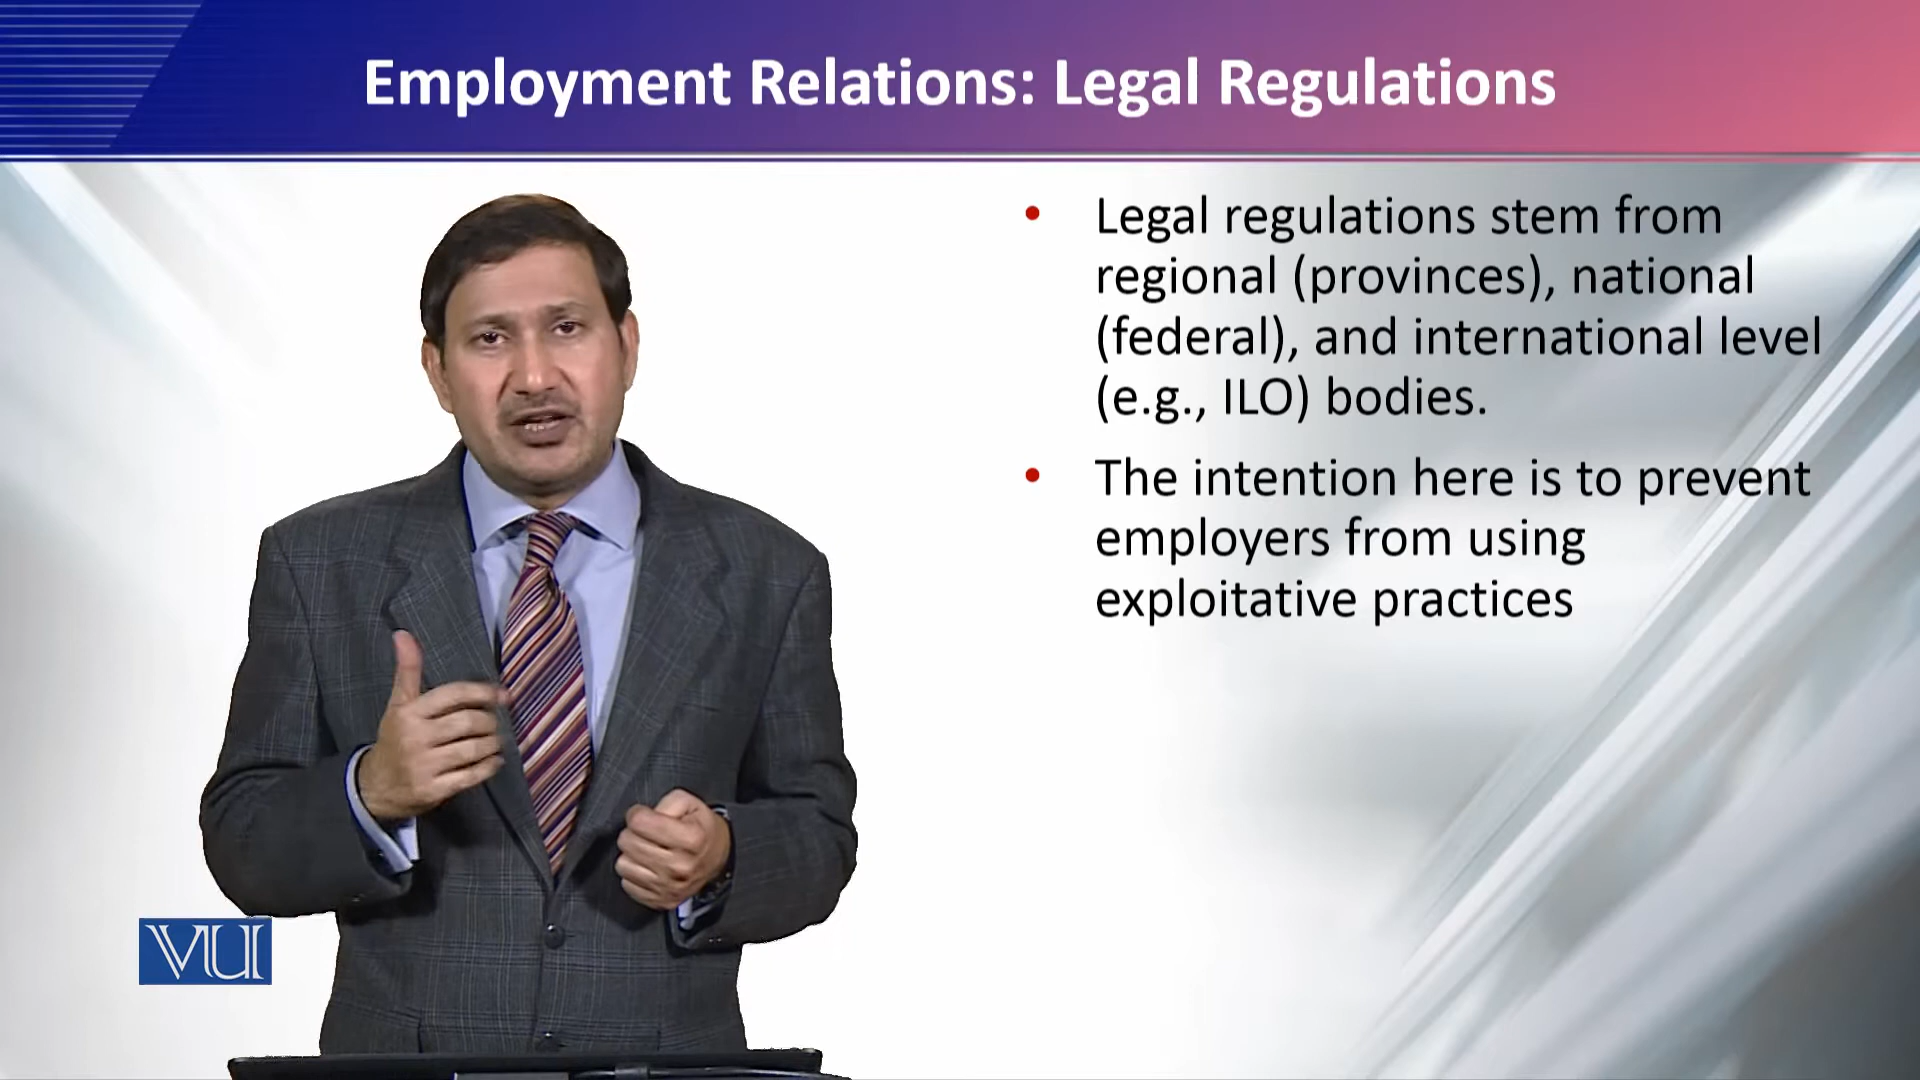 Employment Relations: Legal Regulations
• Legal regulations stem from
regional (provinces), national
(federal), and international level
(e.g., ILO) bodies.
• The intention here is to prevent
employers from using
exploitative practices
VU